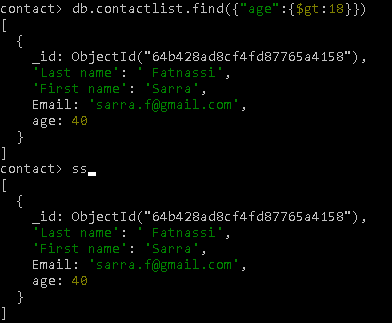 contact> db.contactlist.find({"age":{$gt:18}})
[
  {
    _id: ObjectId("64b428ad8cf4fd87765a4158"),
    'Last name': ' Fatnassi',
    'First name': 'Sarra',
    Email: 'sarra.f@gmail.com',
    age: 40
  }
]
contact> ss
[
  {
    _id: ObjectId("64b428ad8cf4fd87765a4158"),
    'Last name': ' Fatnassi',
    'First name': 'Sarra',
    Email: 'sarra.f@gmail.com',
    age: 40
  }
]